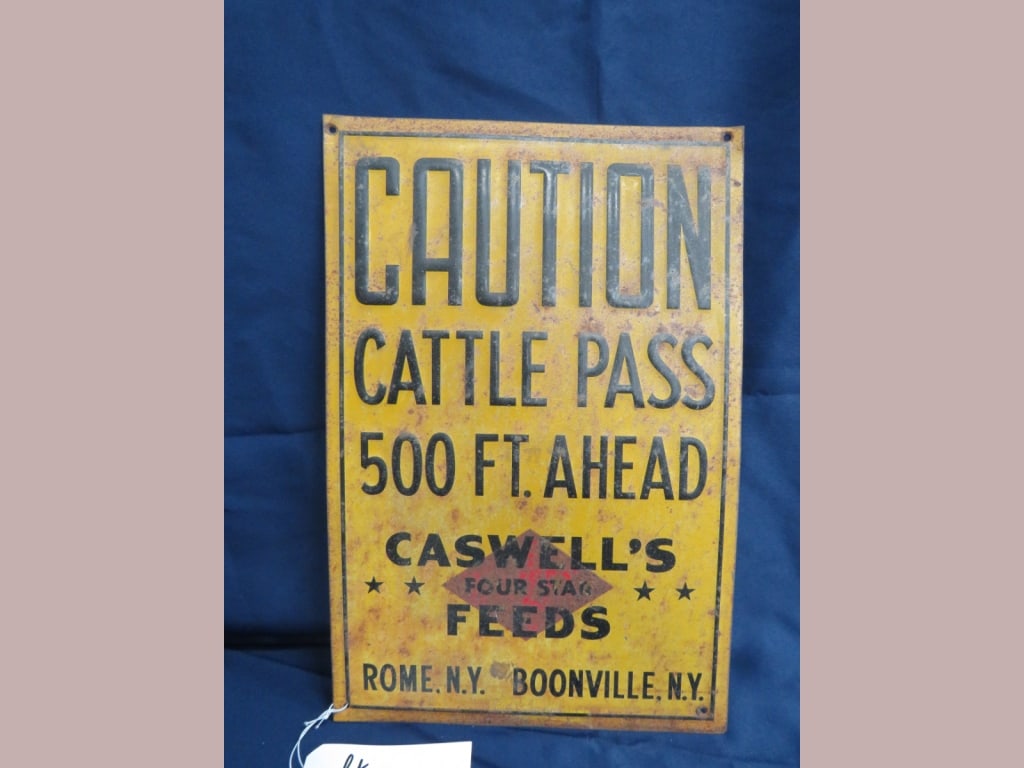 CAUTION
CATTLE PASS
500 FT. AHEAD
CASWELL'S
★ ★ FOUR STAR ★ ★
FEEDS
ROME, N.Y. BOONVILLE, N.Y.